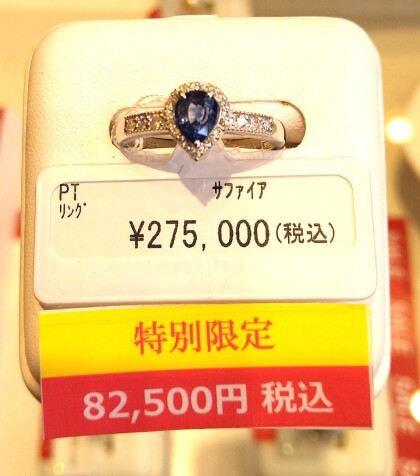 PT サファイア
リング
¥275,000(税込)
特別限定
82,500円 税込